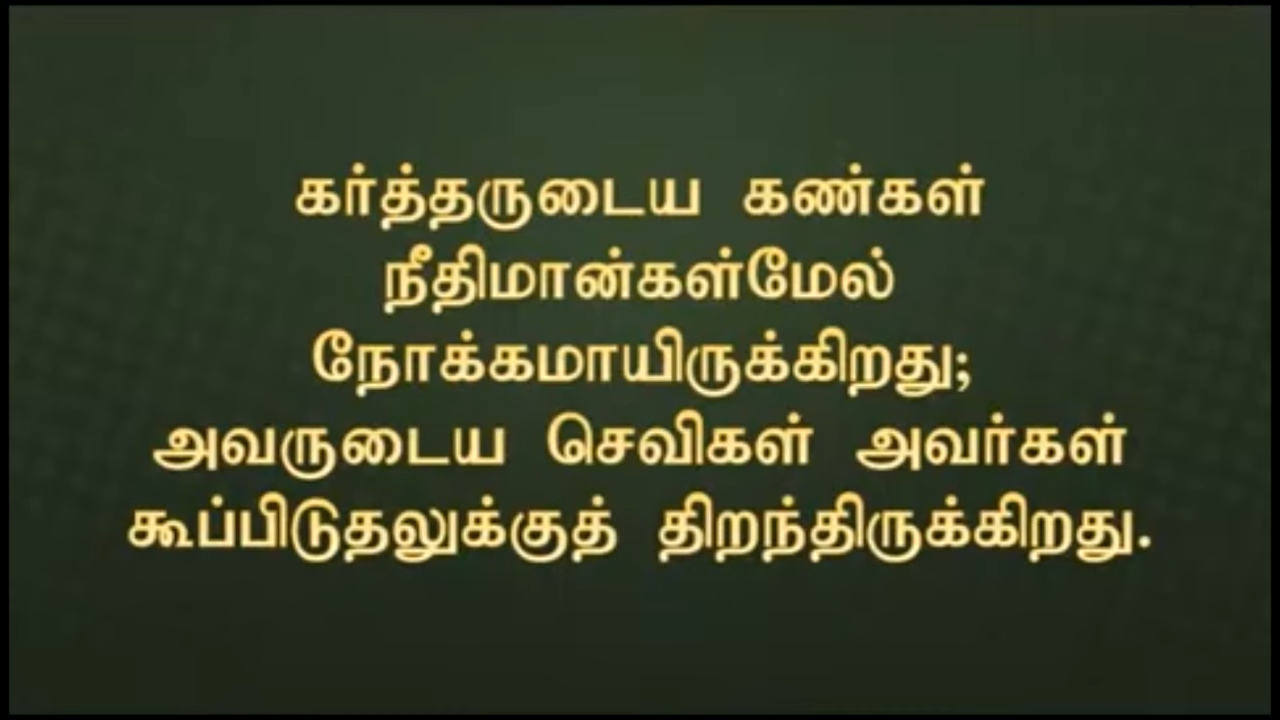 கர்த்தருடைய கண்கள்
நீதிமான்கள்மேல்
நோக்கமாயிருக்கிறது;
அவருடைய செவிகள் அவர்கள்
கூப்பிடுதலுக்குத் திறந்திருக்கிறது.